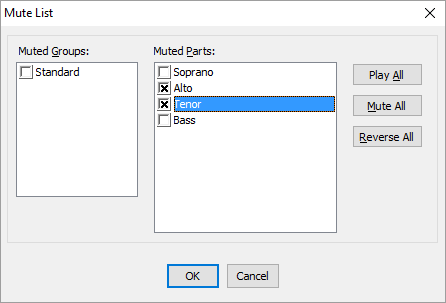 Mute List
Muted Groups:
Standard
Muted Parts:
Soprano
Alto
Tenor
Bass
Play All
Mute All
Reverse All
OK
Cancel